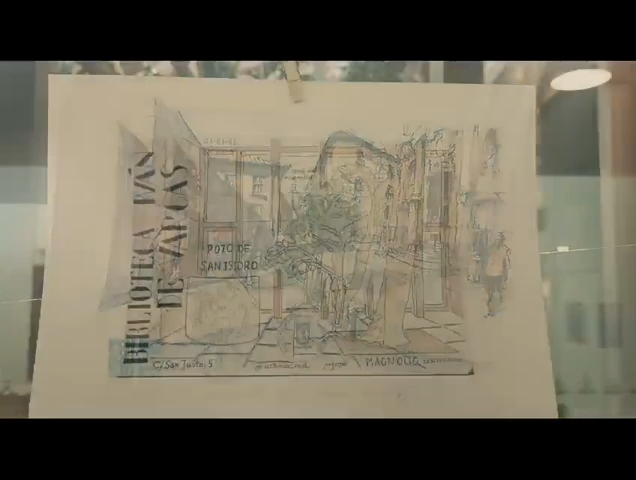 BIBLIOTECA IVÁN
DE VARGAS
POZO DE
SAN ISIDRO
C/San Justo, 5
MAGNOLIO